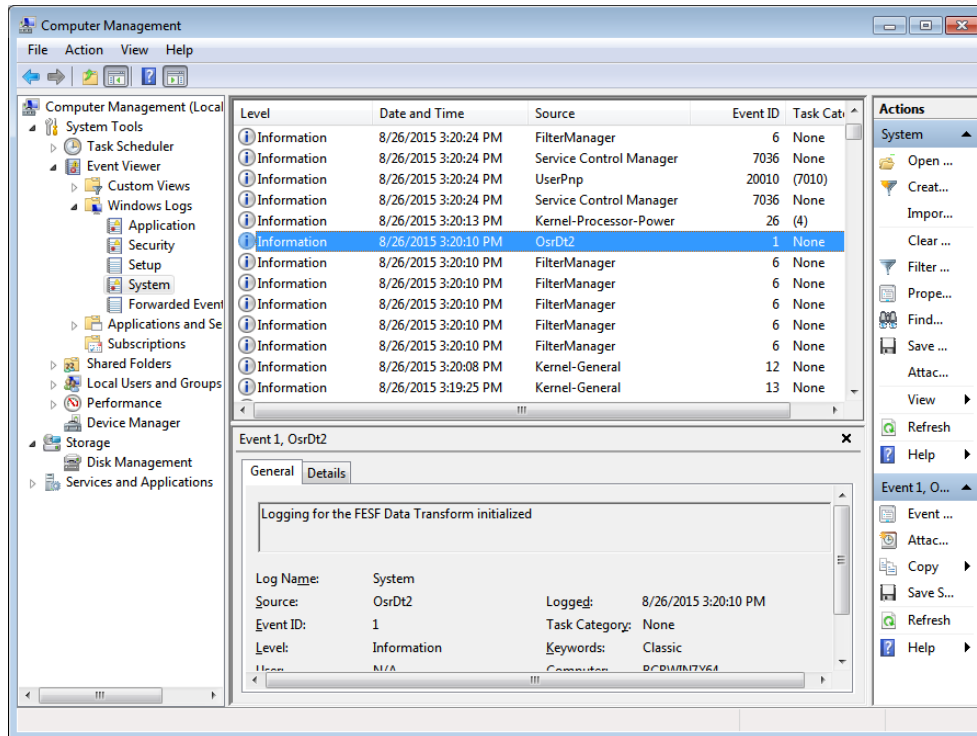 Computer Management
File Action View Help
Computer Management (Local
System Tools
Task Scheduler
Event Viewer
Custom Views
Windows Logs
Application
Security
Setup
System
Forwarded Event
Applications and Se
Subscriptions
Shared Folders
Local Users and Groups
Performance
Device Manager
Storage
Disk Management
Services and Applications
Level Date and Time Source Event ID Task Cat
Information 8/26/2015 3:20:24 PM FilterManager 6 None
Information 8/26/2015 3:20:24 PM Service Control Manager 7036 None
Information 8/26/2015 3:20:24 PM UserPnp 20010 (7010)
Information 8/26/2015 3:20:24 PM Service Control Manager 7036 None
Information 8/26/2015 3:20:13 PM Kernel-Processor-Power 26 (4)
Information 8/26/2015 3:20:10 PM OsrDt2 1 None
Information 8/26/2015 3:20:10 PM FilterManager 6 None
Information 8/26/2015 3:20:10 PM FilterManager 6 None
Information 8/26/2015 3:20:10 PM FilterManager 6 None
Information 8/26/2015 3:20:10 PM FilterManager 6 None
Information 8/26/2015 3:20:10 PM FilterManager 6 None
Information 8/26/2015 3:20:08 PM Kernel-General 12 None
Information 8/26/2015 3:19:25 PM Kernel-General 13 None
Event 1, OsrDt2
General Details
Logging for the FESF Data Transform initialized
Log Name: System
Source: OsrDt2 Logged: 8/26/2015 3:20:10 PM
Event ID: 1 Task Category: None
Level: Information Keywords: Classic
User: N/A Computer: RCPWIN7X64
Actions
System
Open ...
Creat...
Impor...
Clear ...
Filter ...
Prope...
Find...
Save ...
Attac...
View
Refresh
Help
Event 1, O...
Event ...
Attac...
Copy
Save S...
Refresh
Help